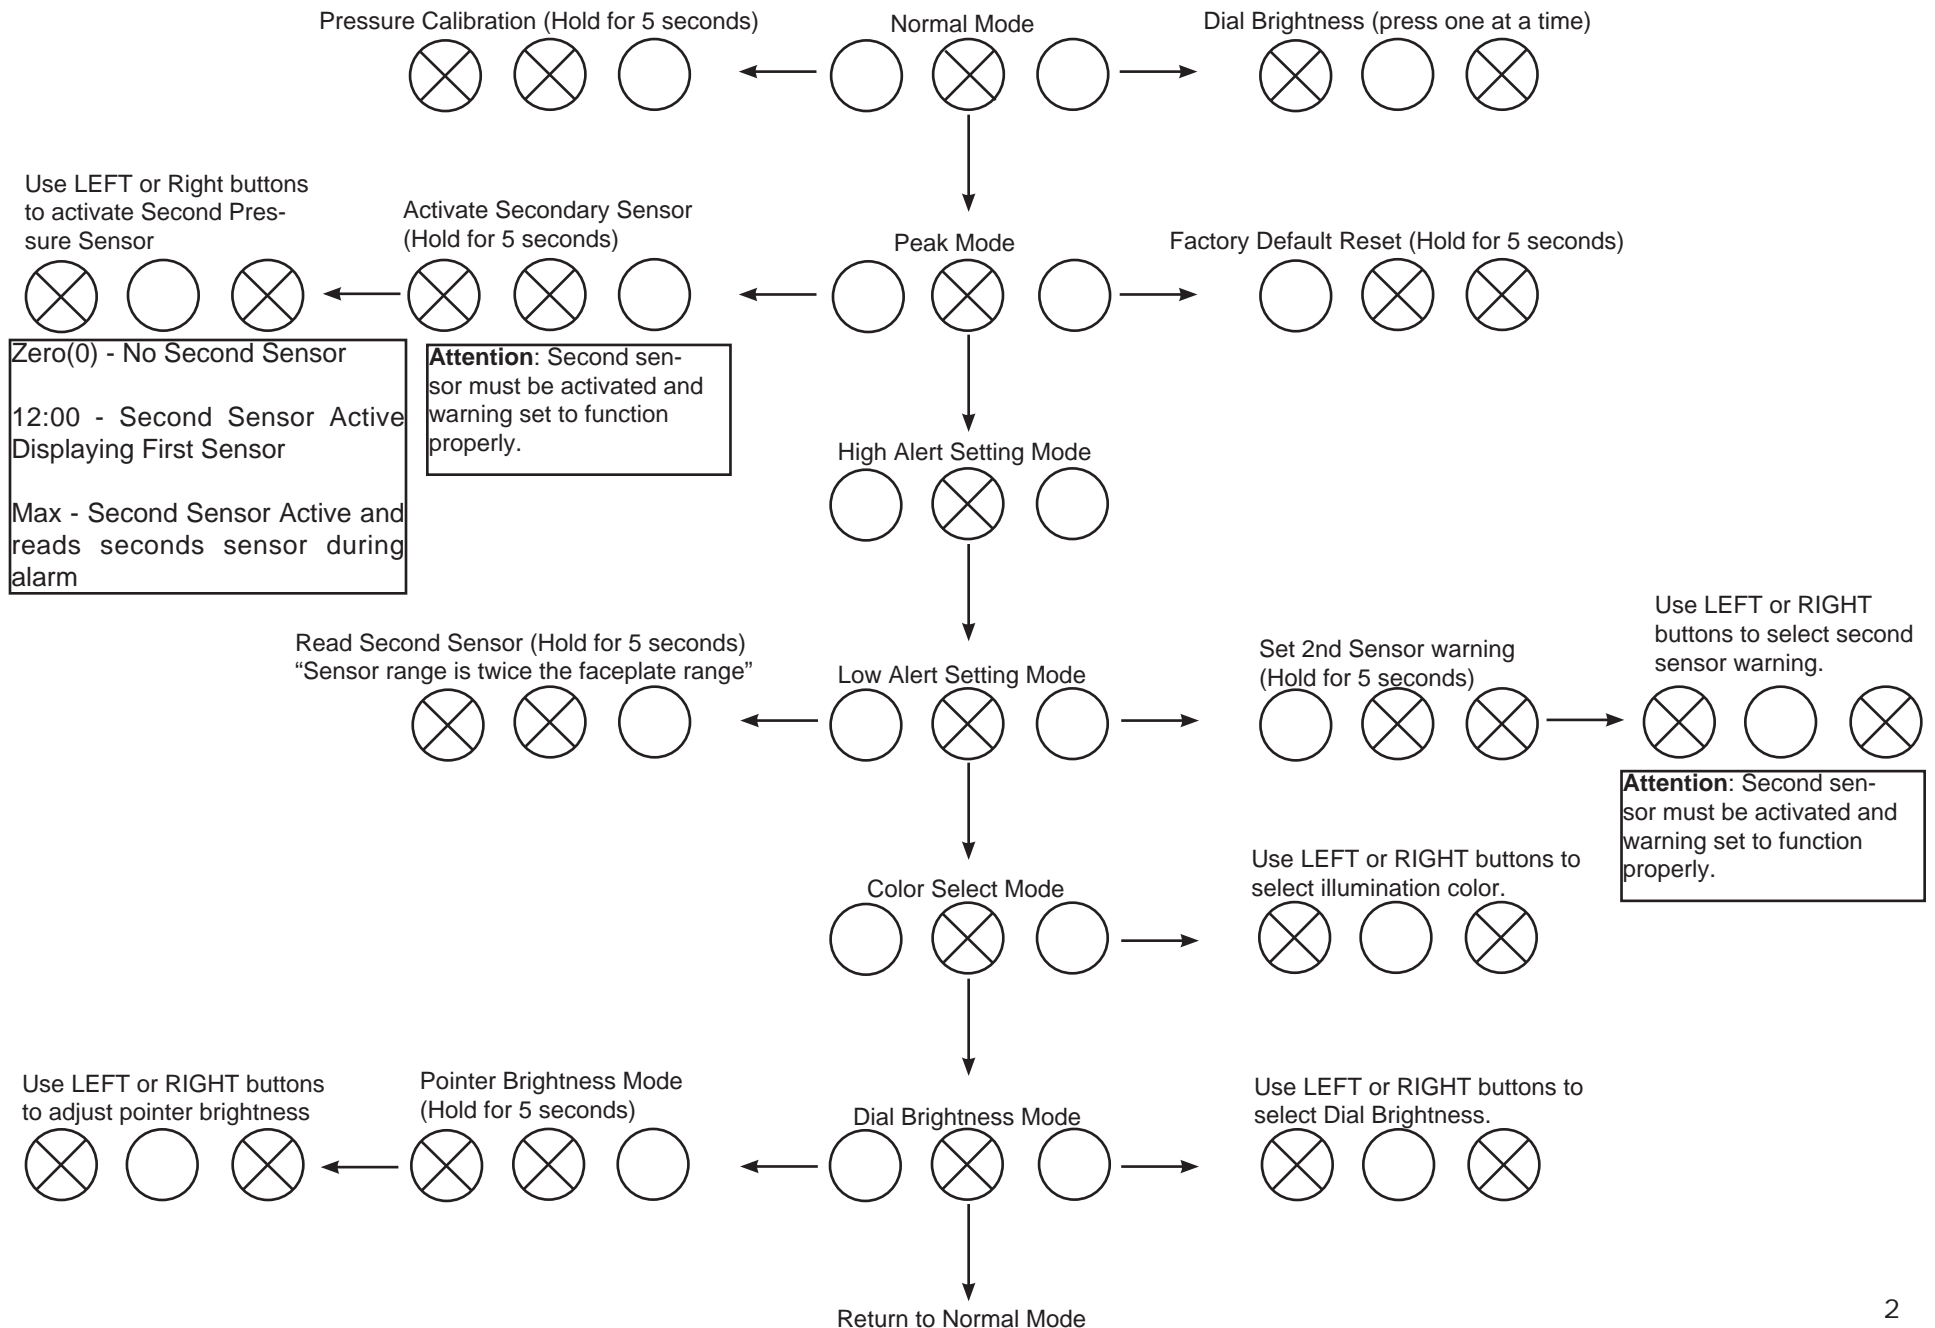 Pressure Calibration (Hold for 5 seconds)
Normal Mode
Dial Brightness (press one at a time)
Use LEFT or Right buttons
to activate Second Pres-
sure Sensor
Activate Secondary Sensor
(Hold for 5 seconds)
Peak Mode
Factory Default Reset (Hold for 5 seconds)
Zero(0) - No Second Sensor
12:00 - Second Sensor Active
Displaying First Sensor
Max - Second Sensor Active and
reads seconds sensor during
alarm
Attention: Second sen-
sor must be activated and
warning set to function
properly.
High Alert Setting Mode
Read Second Sensor (Hold for 5 seconds)
“Sensor range is twice the faceplate range”
Low Alert Setting Mode
Set 2nd Sensor warning
(Hold for 5 seconds)
Use LEFT or RIGHT
buttons to select second
sensor warning.
Attention: Second sen-
sor must be activated and
warning set to function
properly.
Color Select Mode
Use LEFT or RIGHT buttons to
select illumination color.
Use LEFT or RIGHT buttons
to adjust pointer brightness
Pointer Brightness Mode
(Hold for 5 seconds)
Dial Brightness Mode
Use LEFT or RIGHT buttons to
select Dial Brightness.
Return to Normal Mode
2